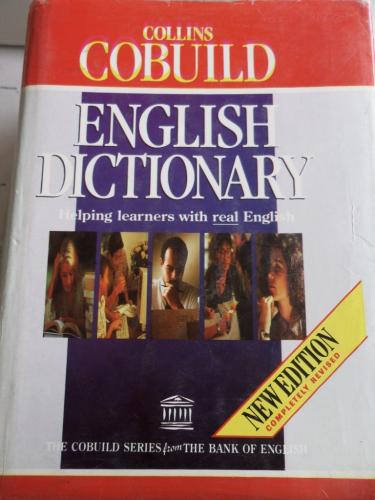 COLLINS
COBUILD
ENGLISH
DICTIONARY
Helping learners with real English
NEW EDITION
COMPLETELY REVISED
THE COBUILD SERIES from THE BANK OF ENGLISH